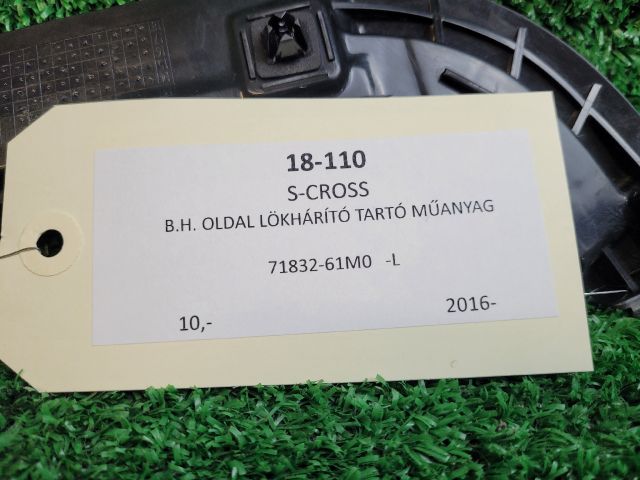 18-110
S-CROSS
B.H. OLDAL LÖKHÁRÍTÓ TARTÓ MŰANYAG
71832-61M0 -L
10,- 2016-